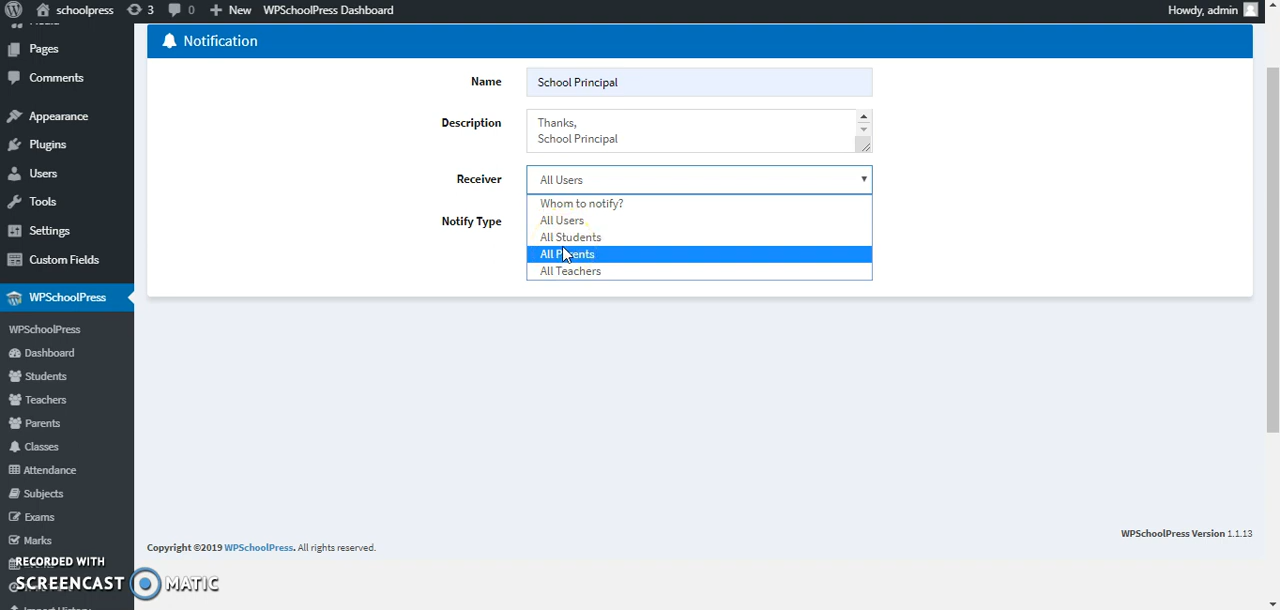 schoolpress 3 0 New WPSchoolPress Dashboard Howdy, admin
Pages
Comments
Appearance
Plugins
Users
Tools
Settings
Custom Fields
WPSchoolPress
WPSchoolPress
Dashboard
Students
Teachers
Parents
Classes
Attendance
Subjects
Exams
Marks
Import History
Notification
Name School Principal
Description Thanks,
School Principal
Receiver All Users
Whom to notify?
All Users
All Students
All Parents
All Teachers
Notify Type
WPSchoolPress Version 1.1.13
Copyright ©2019 WPSchoolPress. All rights reserved.
RECORDED WITH
SCREENCAST MATIC